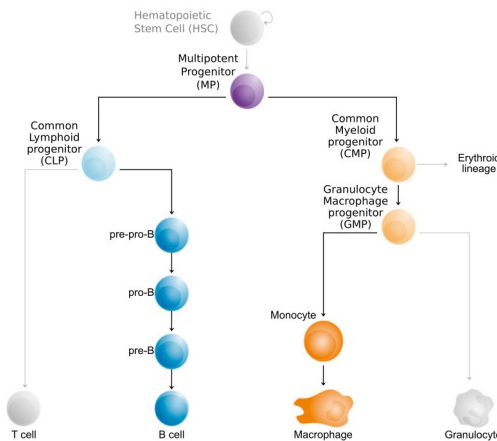 Hematopoietic
Stem Cell (HSC)
Multipotent
Progenitor
(MP)
Common
Lymphoid
progenitor
(CLP)
Common
Myeloid
progenitor
(CMP)
Erythroid
lineage
Granulocyte
Macrophage
progenitor
(GMP)
pre-pro-B
pro-B
Monocyte
pre-B
T cell
B cell
Macrophage
Granulocyte